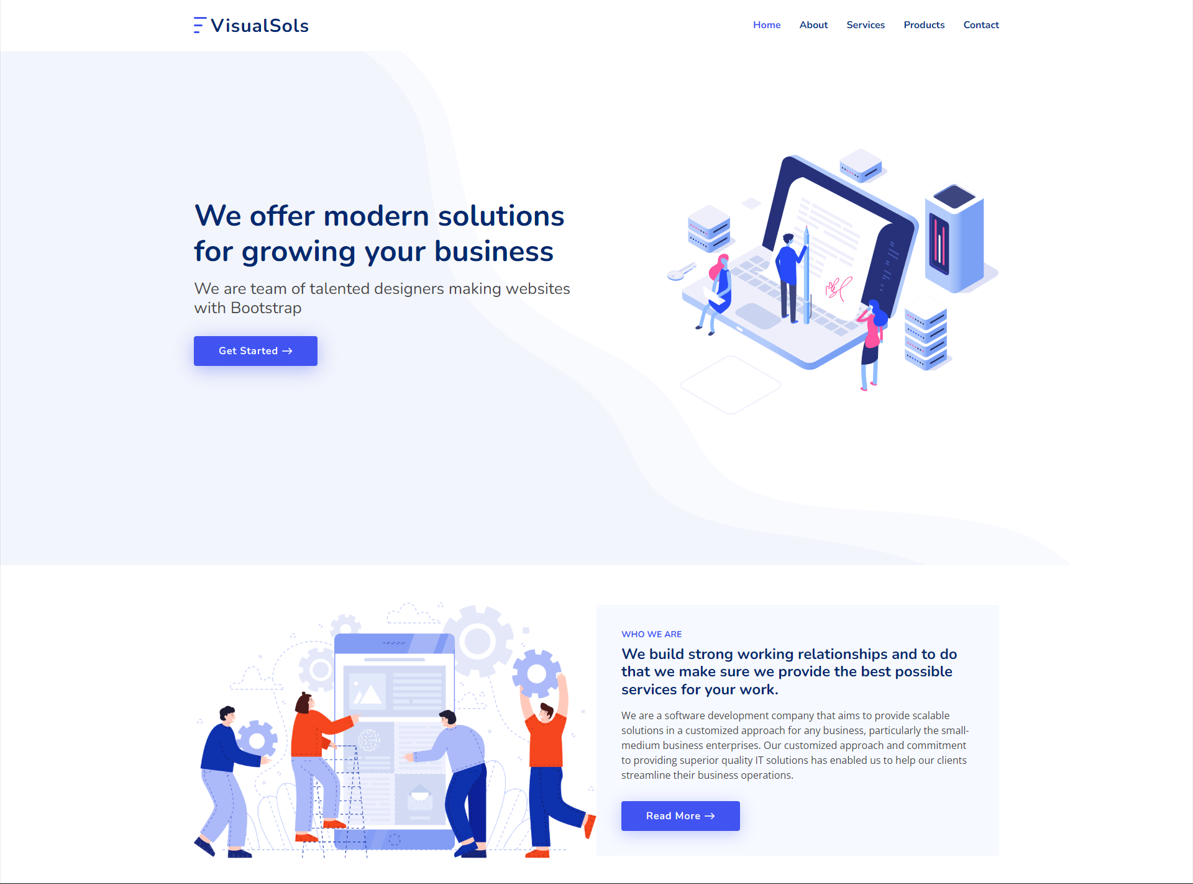 VisualSols
Home About Services Products Contact
We offer modern solutions
for growing your business
We are team of talented designers making websites
with Bootstrap
Get Started →
WHO WE ARE
We build strong working relationships and to do
that we make sure we provide the best possible
services for your work.
We are a software development company that aims to provide scalable
solutions in a customized approach for any business, particularly the small-
medium business enterprises. Our customized approach and commitment
to providing superior quality IT solutions has enabled us to help our clients
streamline their business operations.
Read More →